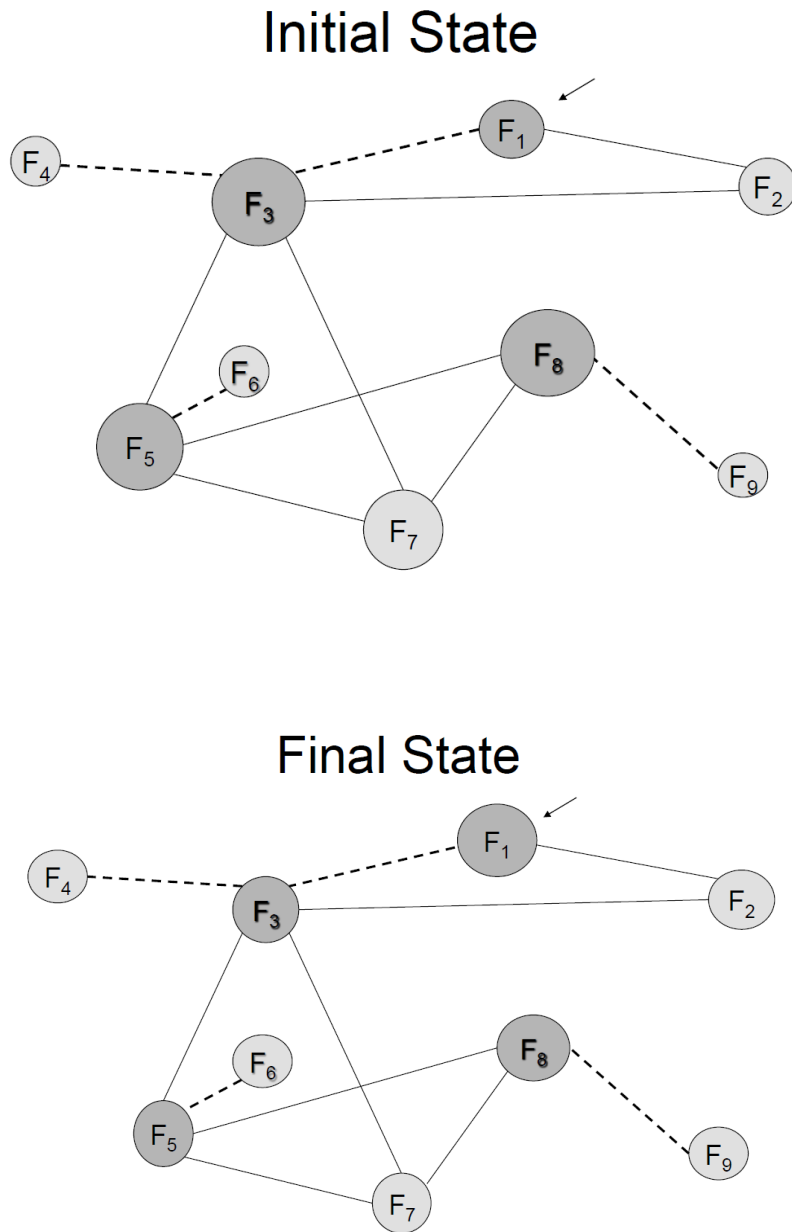 Initial State
F₁
F₄
F₂
F₃
F₈
F₆
F₅
F₉
F₇
Final State
F₁
F₄
F₂
F₃
F₈
F₆
F₅
F₉
F₇